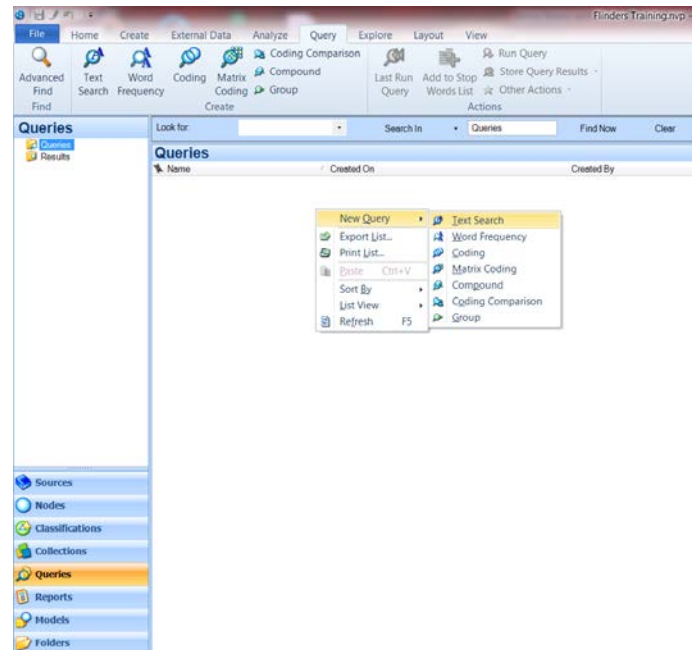 Flinders Training.nvp -
File Home Create External Data Analyze Query Explore Layout View
Advanced Find
Text Search
Word Frequency
Coding
Matrix Coding
Coding Comparison
Compound
Group
Last Run Query
Add to Stop Words List
Run Query
Store Query Results
Other Actions
Find Create Actions
Queries
Queries
Results
Look for: Search In Queries Find Now Clear
Queries
Name Created On Created By
New Query
Export List...
Print List...
Paste Ctrl+V
Sort By
List View
Refresh F5
Text Search
Word Frequency
Coding
Matrix Coding
Compound
Coding Comparison
Group
Sources
Nodes
Classifications
Collections
Queries
Reports
Models
Folders